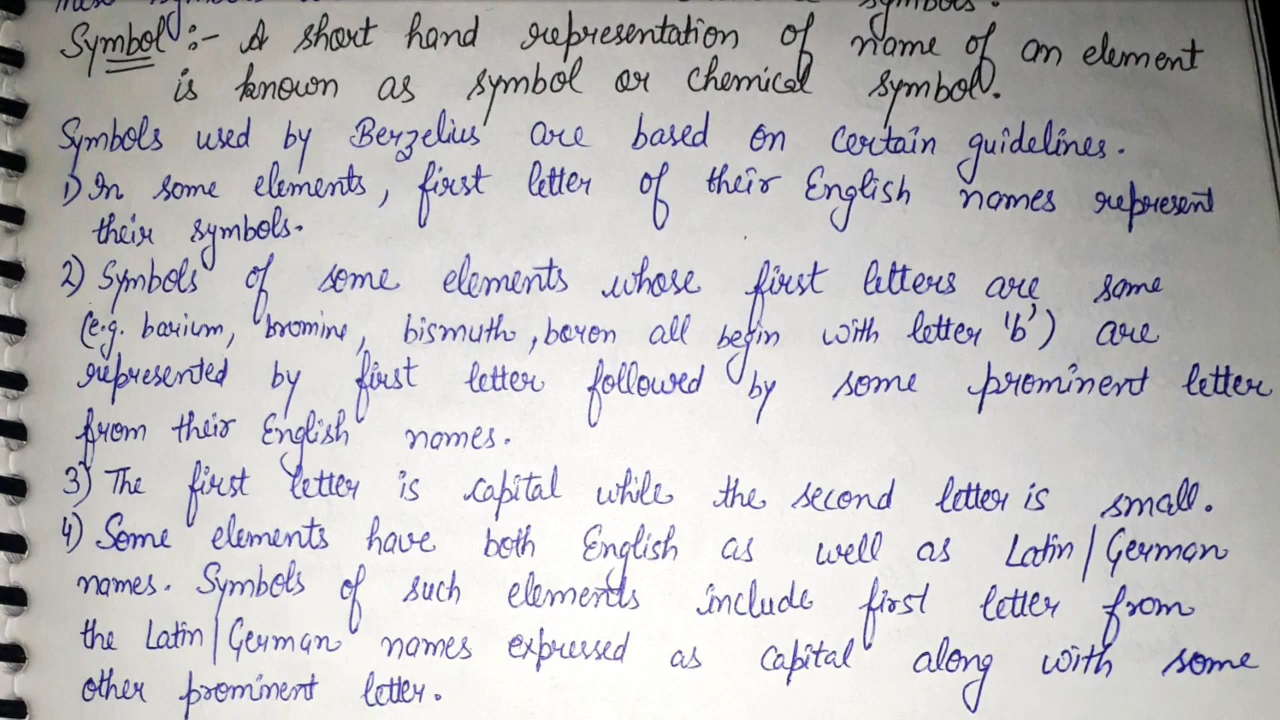 symbols.
Symbol :- A short hand representation of name of an element
is known as symbol or chemical symbol.
Symbols used by Berzelius are based on certain guidelines.
1) In some elements, first letter of their English names represent
their symbols.
2) Symbols of some elements whose first letters are same
(e.g. barium, bromine, bismuth, boron all begin with letter 'b') are
represented by first letter followed by some prominent letter
from their English names.
3) The first letter is capital while the second letter is small.
4) Some elements have both English as well as Latin/German
names. Symbols of such elements include first letter from
the Latin/German names expressed as capital along with some
other prominent letter.